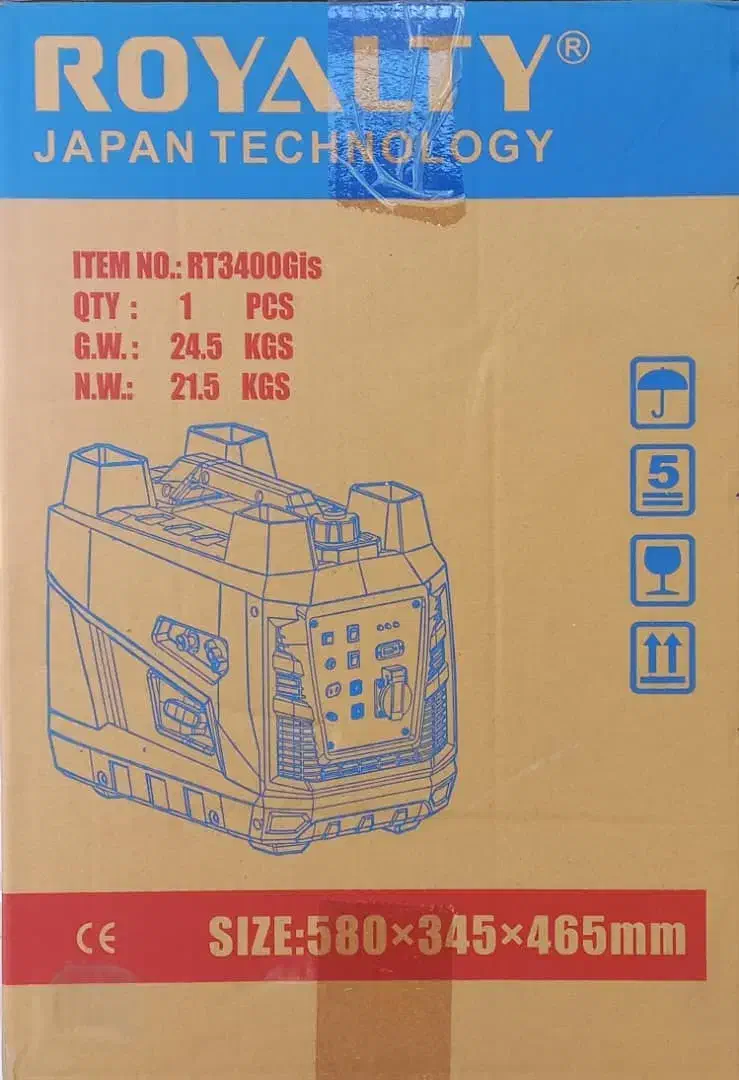 ROYALTY®
JAPAN TECHNOLOGY
ITEM NO.: RT3400Gis
QTY : 1 PCS
G.W. : 24.5 KGS
N.W.: 21.5 KGS
5
CE SIZE:580×345×465mm